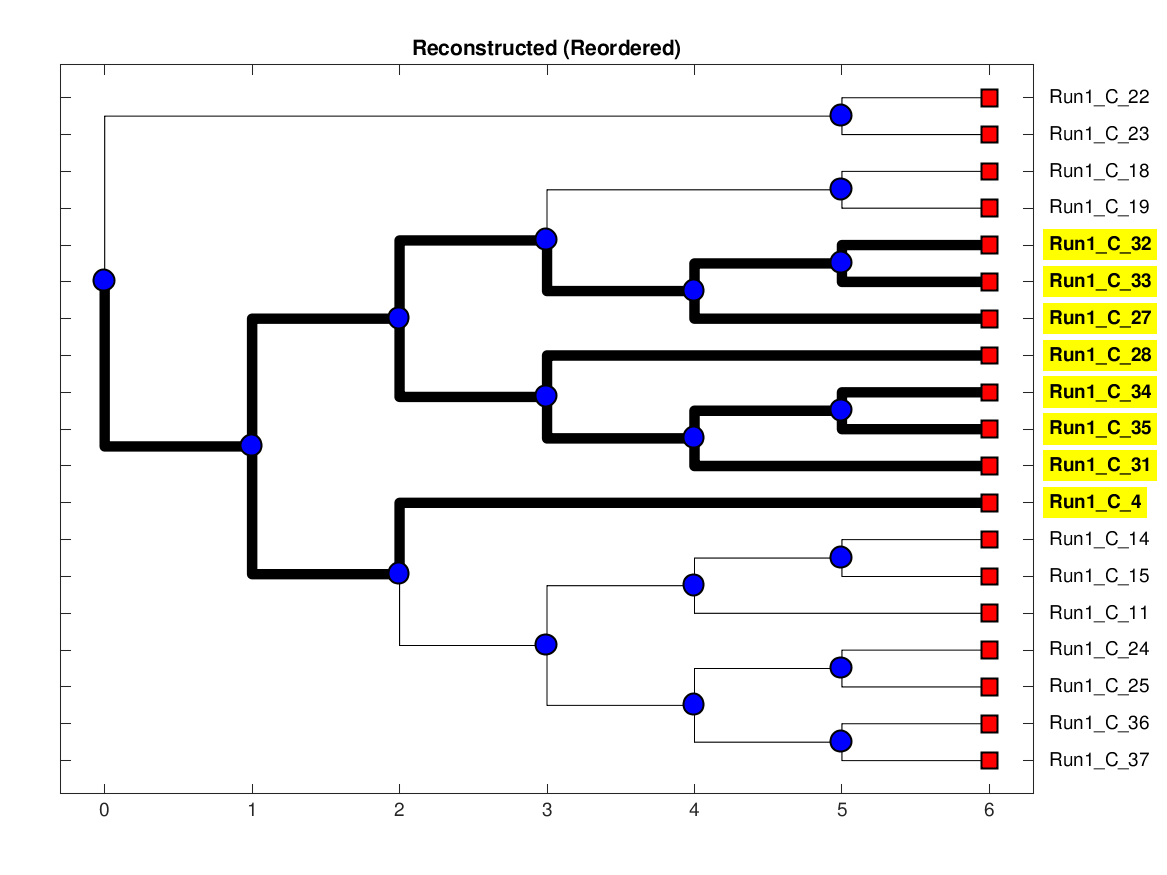 Reconstructed (Reordered)
Run1_C_22
Run1_C_23
Run1_C_18
Run1_C_19
Run1_C_32
Run1_C_33
Run1_C_27
Run1_C_28
Run1_C_34
Run1_C_35
Run1_C_31
Run1_C_4
Run1_C_14
Run1_C_15
Run1_C_11
Run1_C_24
Run1_C_25
Run1_C_36
Run1_C_37
0 1 2 3 4 5 6